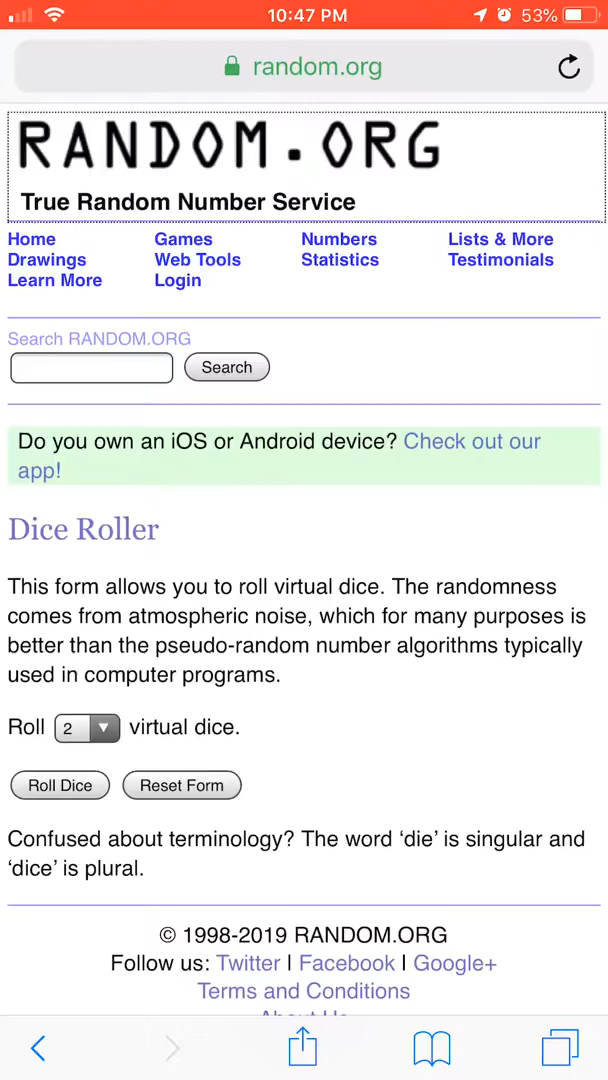 10:47 PM 53%
random.org
RANDOM.ORG
True Random Number Service
Home Games Numbers Lists & More
Drawings Web Tools Statistics Testimonials
Learn More Login
Search RANDOM.ORG
Search
Do you own an iOS or Android device? Check out our
app!
Dice Roller
This form allows you to roll virtual dice. The randomness
comes from atmospheric noise, which for many purposes is
better than the pseudo-random number algorithms typically
used in computer programs.
Roll 2 virtual dice.
Roll Dice Reset Form
Confused about terminology? The word ‘die’ is singular and
‘dice’ is plural.
© 1998-2019 RANDOM.ORG
Follow us: Twitter | Facebook | Google+
Terms and Conditions